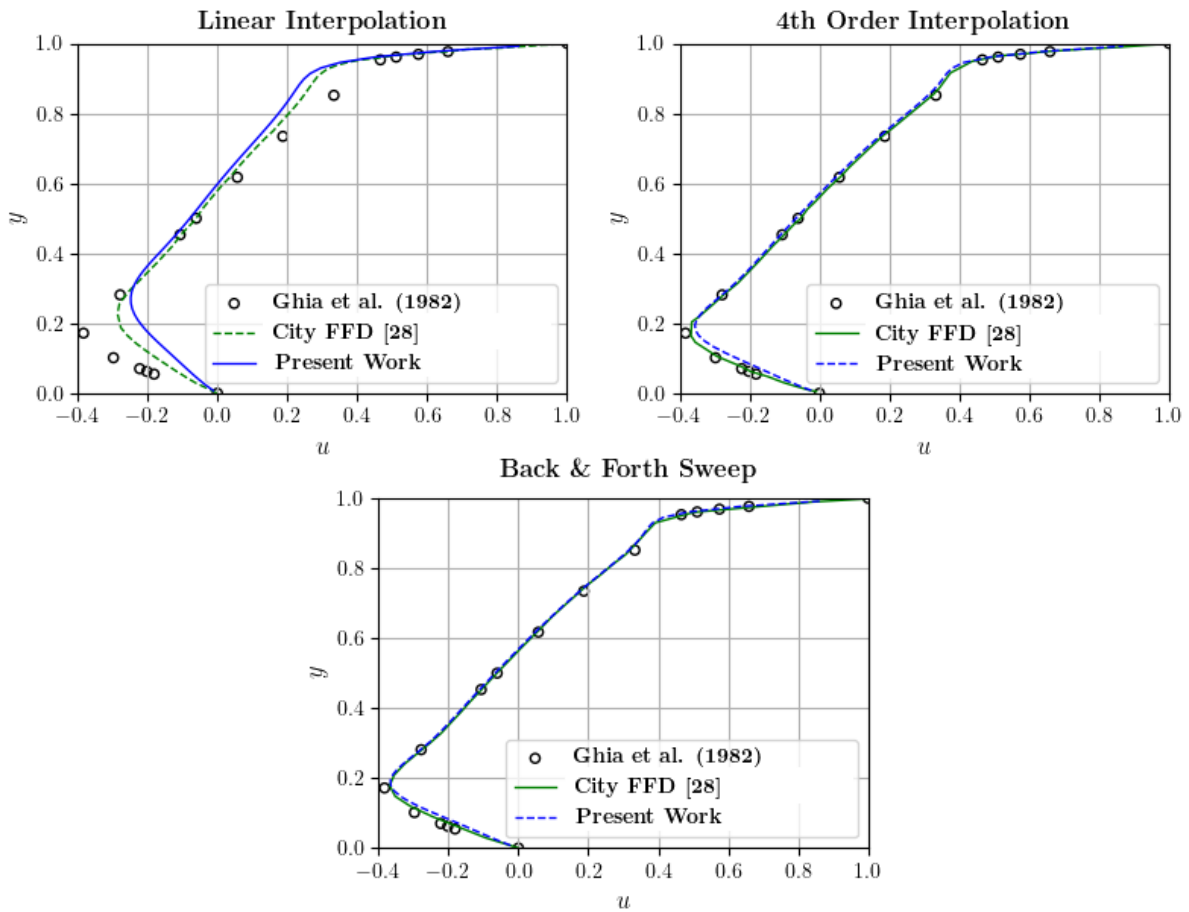 Linear Interpolation
1.0
0.8
0.6
y
0.4
0.2
0.0
Ghia et al. (1982)
City FFD [28]
Present Work
−0.4 −0.2 0.0 0.2 0.4 0.6 0.8 1.0
u
4th Order Interpolation
1.0
0.8
0.6
y
0.4
0.2
0.0
Ghia et al. (1982)
City FFD [28]
Present Work
−0.4 −0.2 0.0 0.2 0.4 0.6 0.8 1.0
u
Back & Forth Sweep
1.0
0.8
0.6
y
0.4
0.2
0.0
Ghia et al. (1982)
City FFD [28]
Present Work
−0.4 −0.2 0.0 0.2 0.4 0.6 0.8 1.0
u